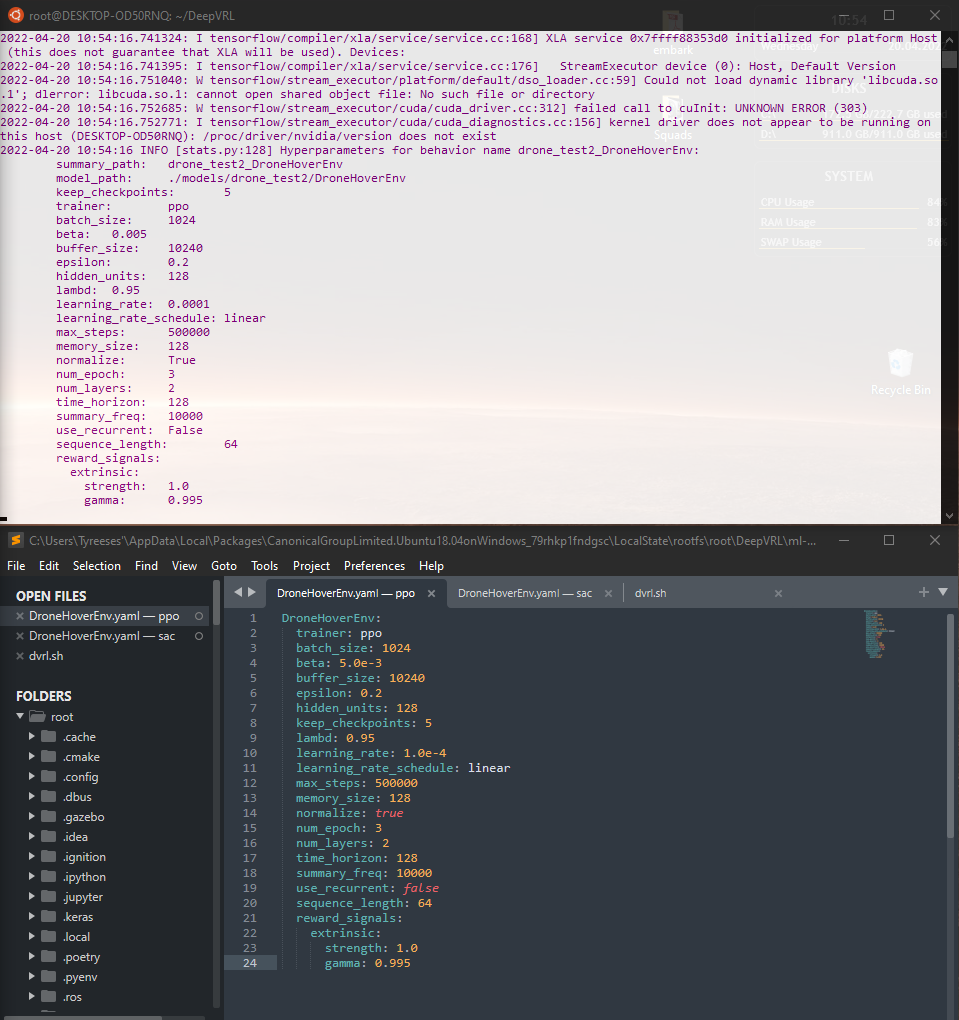 root@DESKTOP-OD50RNQ: ~/DeepVRL
2022-04-20 10:54:16.741324: I tensorflow/compiler/xla/service/service.cc:168] XLA service 0x7ffff88353d0 initialized for platform Host
(this does not guarantee that XLA will be used). Devices:
2022-04-20 10:54:16.741395: I tensorflow/compiler/xla/service/service.cc:176]   StreamExecutor device (0): Host, Default Version
2022-04-20 10:54:16.751040: W tensorflow/stream_executor/platform/default/dso_loader.cc:59] Could not load dynamic library 'libcuda.so
.1'; dlerror: libcuda.so.1: cannot open shared object file: No such file or directory
2022-04-20 10:54:16.752685: W tensorflow/stream_executor/cuda/cuda_driver.cc:312] failed call to cuInit: UNKNOWN ERROR (303)
2022-04-20 10:54:16.752771: I tensorflow/stream_executor/cuda/cuda_diagnostics.cc:156] kernel driver does not appear to be running on
this host (DESKTOP-OD50RNQ): /proc/driver/nvidia/version does not exist
2022-04-20 10:54:16 INFO [stats.py:128] Hyperparameters for behavior name drone_test2_DroneHoverEnv:
summary_path: drone_test2_DroneHoverEnv
model_path: ./models/drone_test2/DroneHoverEnv
keep_checkpoints: 5
trainer: ppo
batch_size: 1024
beta: 0.005
buffer_size: 10240
epsilon: 0.2
hidden_units: 128
lambd: 0.95
learning_rate: 0.0001
learning_rate_schedule: linear
max_steps: 500000
memory_size: 128
normalize: True
num_epoch: 3
num_layers: 2
time_horizon: 128
summary_freq: 10000
use_recurrent: False
sequence_length: 64
reward_signals:
extrinsic:
strength: 1.0
gamma: 0.995
10:54
embark
Wednesday
DISKS
Squads
D:\ 911.0 GB/911.0 GB used
SYSTEM
CPU Usage 84%
RAM Usage 83%
SWAP Usage 56%
Recycle Bin
C:\Users\Tyreeses'\AppData\Local\Packages\CanonicalGroupLimited.Ubuntu18.04onWindows_79rhkp1fndgsc\LocalState\rootfs\root\DeepVRL\ml-...
File Edit Selection Find View Goto Tools Project Preferences Help
OPEN FILES
DroneHoverEnv.yaml — ppo
DroneHoverEnv.yaml — sac
dvrl.sh
FOLDERS
root
.cache
.cmake
.config
.dbus
.gazebo
.idea
.ignition
.ipython
.jupyter
.keras
.local
.poetry
.pyenv
.ros
DroneHoverEnv.yaml — ppo DroneHoverEnv.yaml — sac dvrl.sh
1 DroneHoverEnv:
2 trainer: ppo
3 batch_size: 1024
4 beta: 5.0e-3
5 buffer_size: 10240
6 epsilon: 0.2
7 hidden_units: 128
8 keep_checkpoints: 5
9 lambd: 0.95
10 learning_rate: 1.0e-4
11 learning_rate_schedule: linear
12 max_steps: 500000
13 memory_size: 128
14 normalize: true
15 num_epoch: 3
16 num_layers: 2
17 time_horizon: 128
18 summary_freq: 10000
19 use_recurrent: false
20 sequence_length: 64
21 reward_signals:
22 extrinsic:
23 strength: 1.0
24 gamma: 0.995